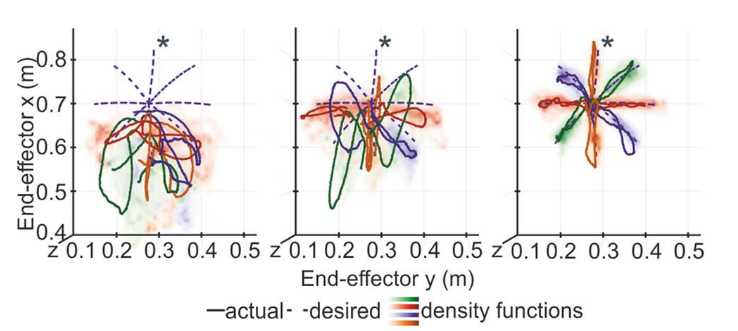 End-effector x (m)
0.8
0.7
0.6
0.5
0.4
* * *
z 0.1 0.2 0.3 0.4 0.5 z 0.1 0.2 0.3 0.4 0.5 z 0.1 0.2 0.3 0.4 0.5
End-effector y (m)
actual - -desired density functions